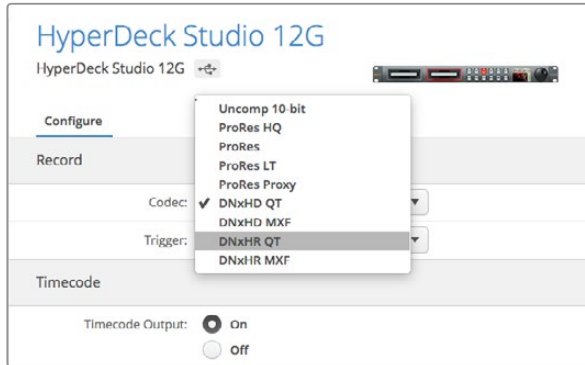 HyperDeck Studio 12G
HyperDeck Studio 12G
Configure
Record
Codec:
Uncomp 10-bit
ProRes HQ
ProRes
ProRes LT
ProRes Proxy
✔ DNxHD QT
DNxHD MXF
DNxHR QT
DNxHR MXF
Trigger:
Timecode
Timecode Output:
On
Off